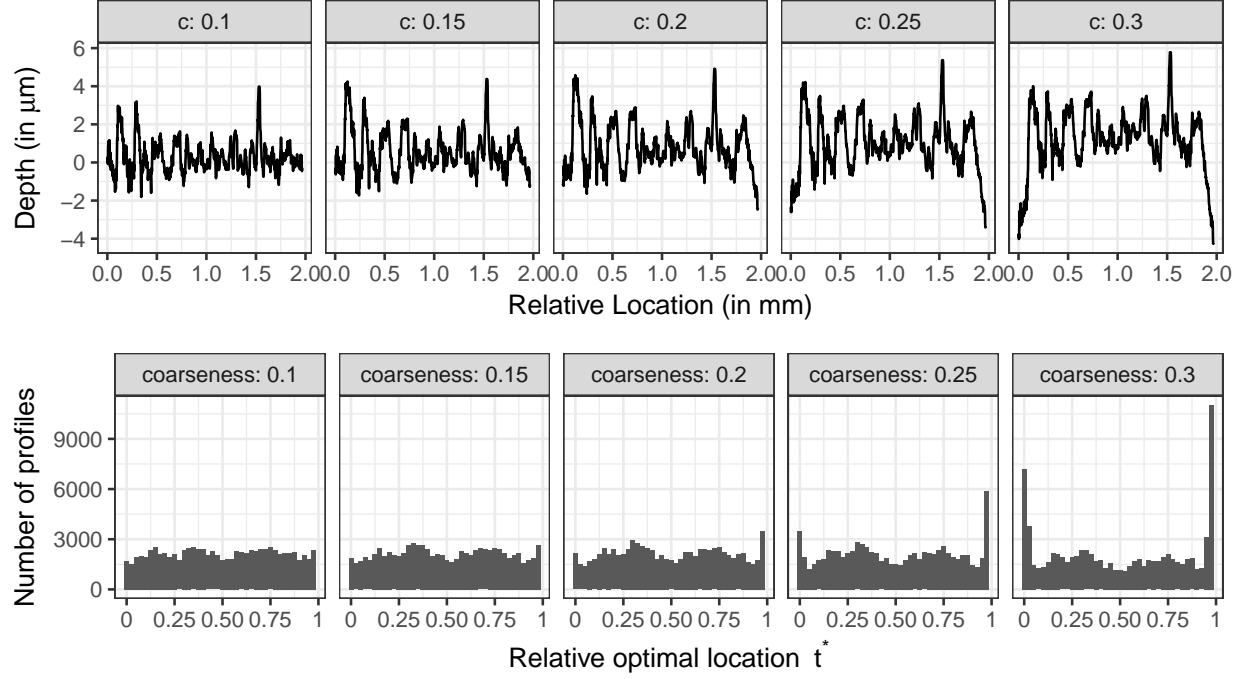 c: 0.1 c: 0.15 c: 0.2 c: 0.25 c: 0.3
Depth (in μm)
6
4
2
0
−2
−4
0.0 0.5 1.0 1.5 2.0 0.0 0.5 1.0 1.5 2.0 0.0 0.5 1.0 1.5 2.0 0.0 0.5 1.0 1.5 2.0 0.0 0.5 1.0 1.5 2.0
Relative Location (in mm)
coarseness: 0.1 coarseness: 0.15 coarseness: 0.2 coarseness: 0.25 coarseness: 0.3
Number of profiles
9000
6000
3000
0
0 0.25 0.50 0.75 1 0 0.25 0.50 0.75 1 0 0.25 0.50 0.75 1 0 0.25 0.50 0.75 1 0 0.25 0.50 0.75 1
Relative optimal location t*